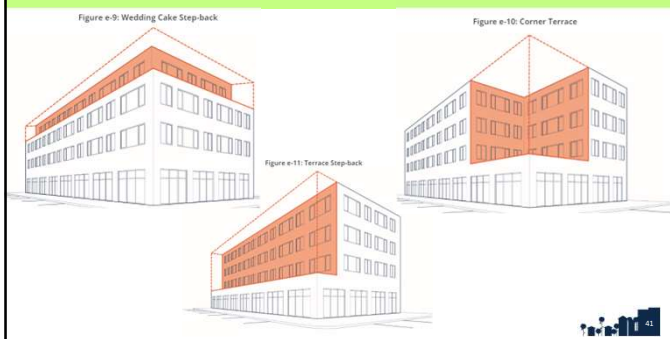 Figure e-9: Wedding Cake Step-back
Figure e-10: Corner Terrace
Figure e-11: Terrace Step-back
41